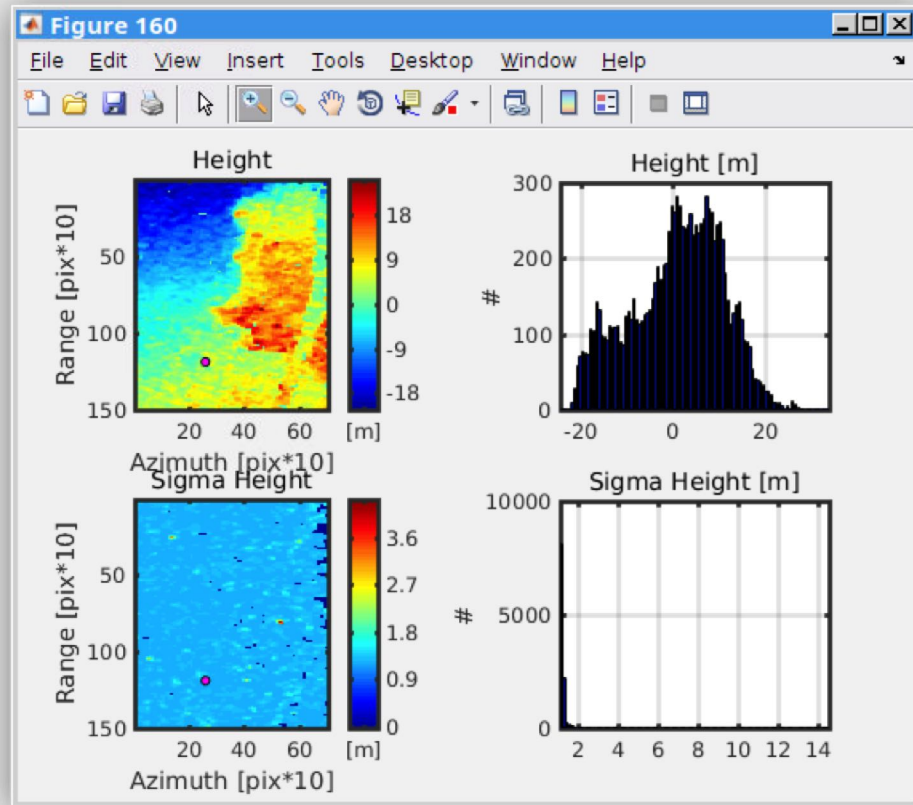 Figure 160
File Edit View Insert Tools Desktop Window Help
Height
Range [pix*10]
50
100
150
20 40 60
Azimuth [pix*10]
18
9
0
-9
-18
[m]
Height [m]
#
300
200
100
0
-20 0 20
Sigma Height
Range [pix*10]
50
100
150
20 40 60
Azimuth [pix*10]
3.6
2.7
1.8
0.9
0
[m]
Sigma Height [m]
#
10000
5000
0
2 4 6 8 10 12 14